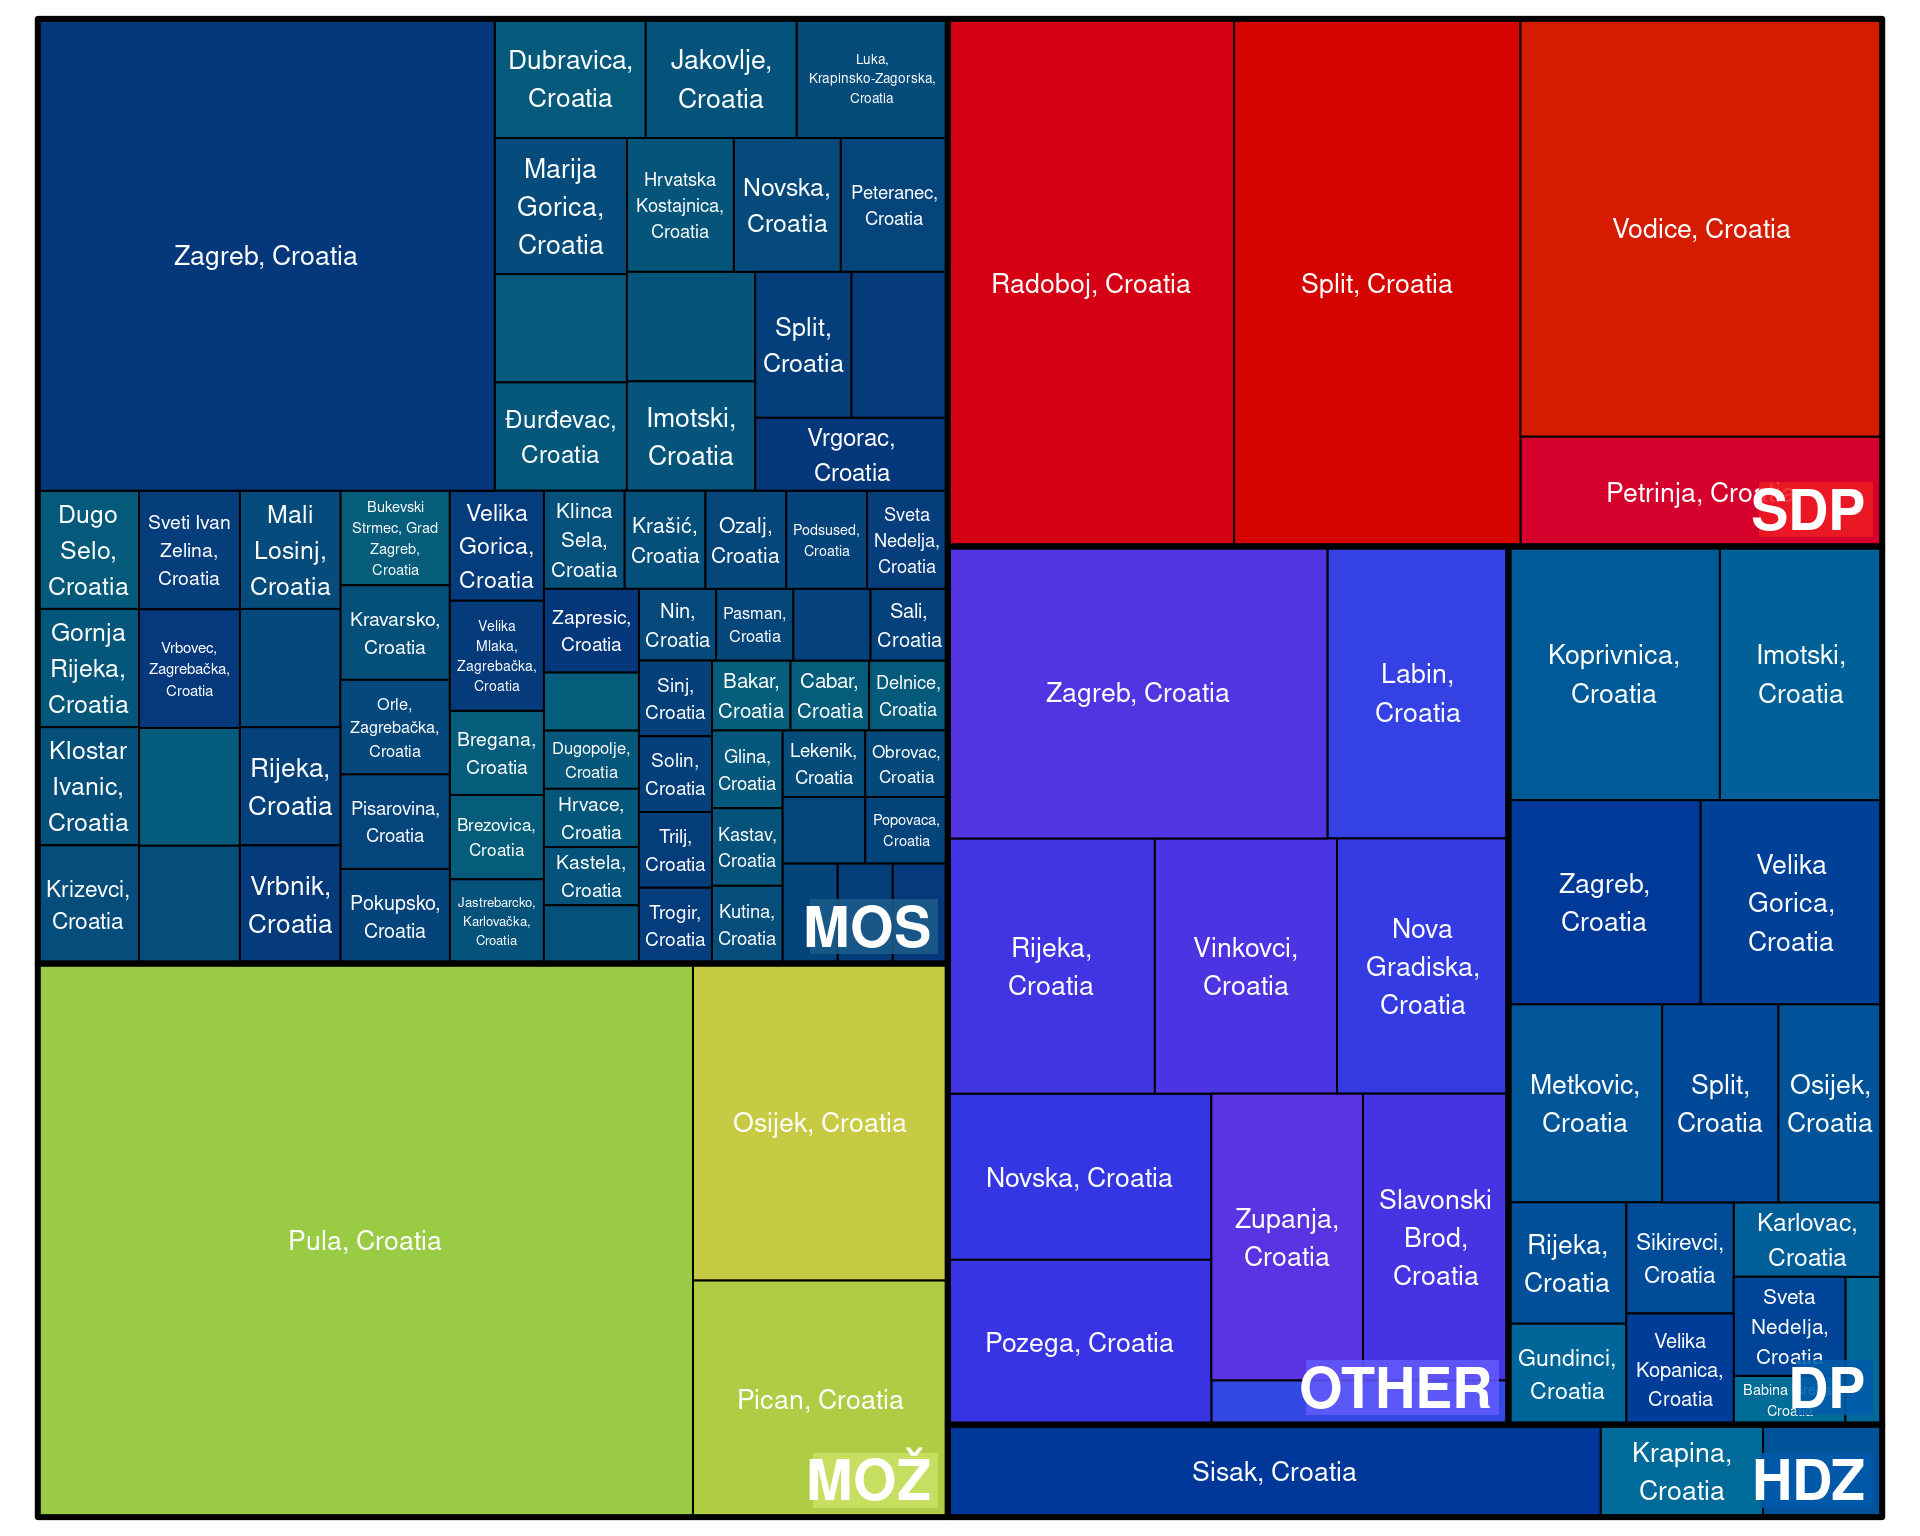 Zagreb, Croatia
Dubravica,
Croatia
Jakovlje,
Croatia
Luka,
Krapinsko-Zagorska,
Croatia
Marija
Gorica,
Croatia
Hrvatska
Kostajnica,
Croatia
Novska,
Croatia
Peteranec,
Croatia
Split,
Croatia
Đurđevac,
Croatia
Imotski,
Croatia
Vrgorac,
Croatia
Dugo
Selo,
Croatia
Sveti Ivan
Zelina,
Croatia
Mali
Losinj,
Croatia
Bukevski
Strmec, Grad
Zagreb,
Croatia
Velika
Gorica,
Croatia
Klinca
Sela,
Croatia
Krašić,
Croatia
Ozalj,
Croatia
Podsused,
Croatia
Sveta
Nedelja,
Croatia
Gornja
Rijeka,
Croatia
Vrbovec,
Zagrebačka,
Croatia
Kravarsko,
Croatia
Velika
Mlaka,
Zagrebačka,
Croatia
Zapresic,
Croatia
Nin,
Croatia
Pasman,
Croatia
Sali,
Croatia
Orle,
Zagrebačka,
Croatia
Sinj,
Croatia
Bakar,
Croatia
Cabar,
Croatia
Delnice,
Croatia
Klostar
Ivanic,
Croatia
Rijeka,
Croatia
Pisarovina,
Croatia
Bregana,
Croatia
Dugopolje,
Croatia
Solin,
Croatia
Glina,
Croatia
Lekenik,
Croatia
Obrovac,
Croatia
Brezovica,
Croatia
Hrvace,
Croatia
Trilj,
Croatia
Kastav,
Croatia
Popovaca,
Croatia
Krizevci,
Croatia
Vrbnik,
Croatia
Pokupsko,
Croatia
Jastrebarcko,
Karlovačka,
Croatia
Kastela,
Croatia
Trogir,
Croatia
Kutina,
Croatia
MOS
Pula, Croatia
Osijek, Croatia
Pican, Croatia
MOŽ
Radoboj, Croatia
Split, Croatia
Vodice, Croatia
Petrinja, Croatia
SDP
Zagreb, Croatia
Labin,
Croatia
Rijeka,
Croatia
Vinkovci,
Croatia
Nova
Gradiska,
Croatia
Novska, Croatia
Zupanja,
Croatia
Slavonski
Brod,
Croatia
Pozega, Croatia
OTHER
Koprivnica,
Croatia
Imotski,
Croatia
Zagreb,
Croatia
Velika
Gorica,
Croatia
Metkovic,
Croatia
Split,
Croatia
Osijek,
Croatia
Rijeka,
Croatia
Sikirevci,
Croatia
Karlovac,
Croatia
Gundinci,
Croatia
Velika
Kopanica,
Croatia
Sveta
Nedelja,
Croatia
Babina
Croatia
DP
Sisak, Croatia
Krapina,
Croatia
HDZ